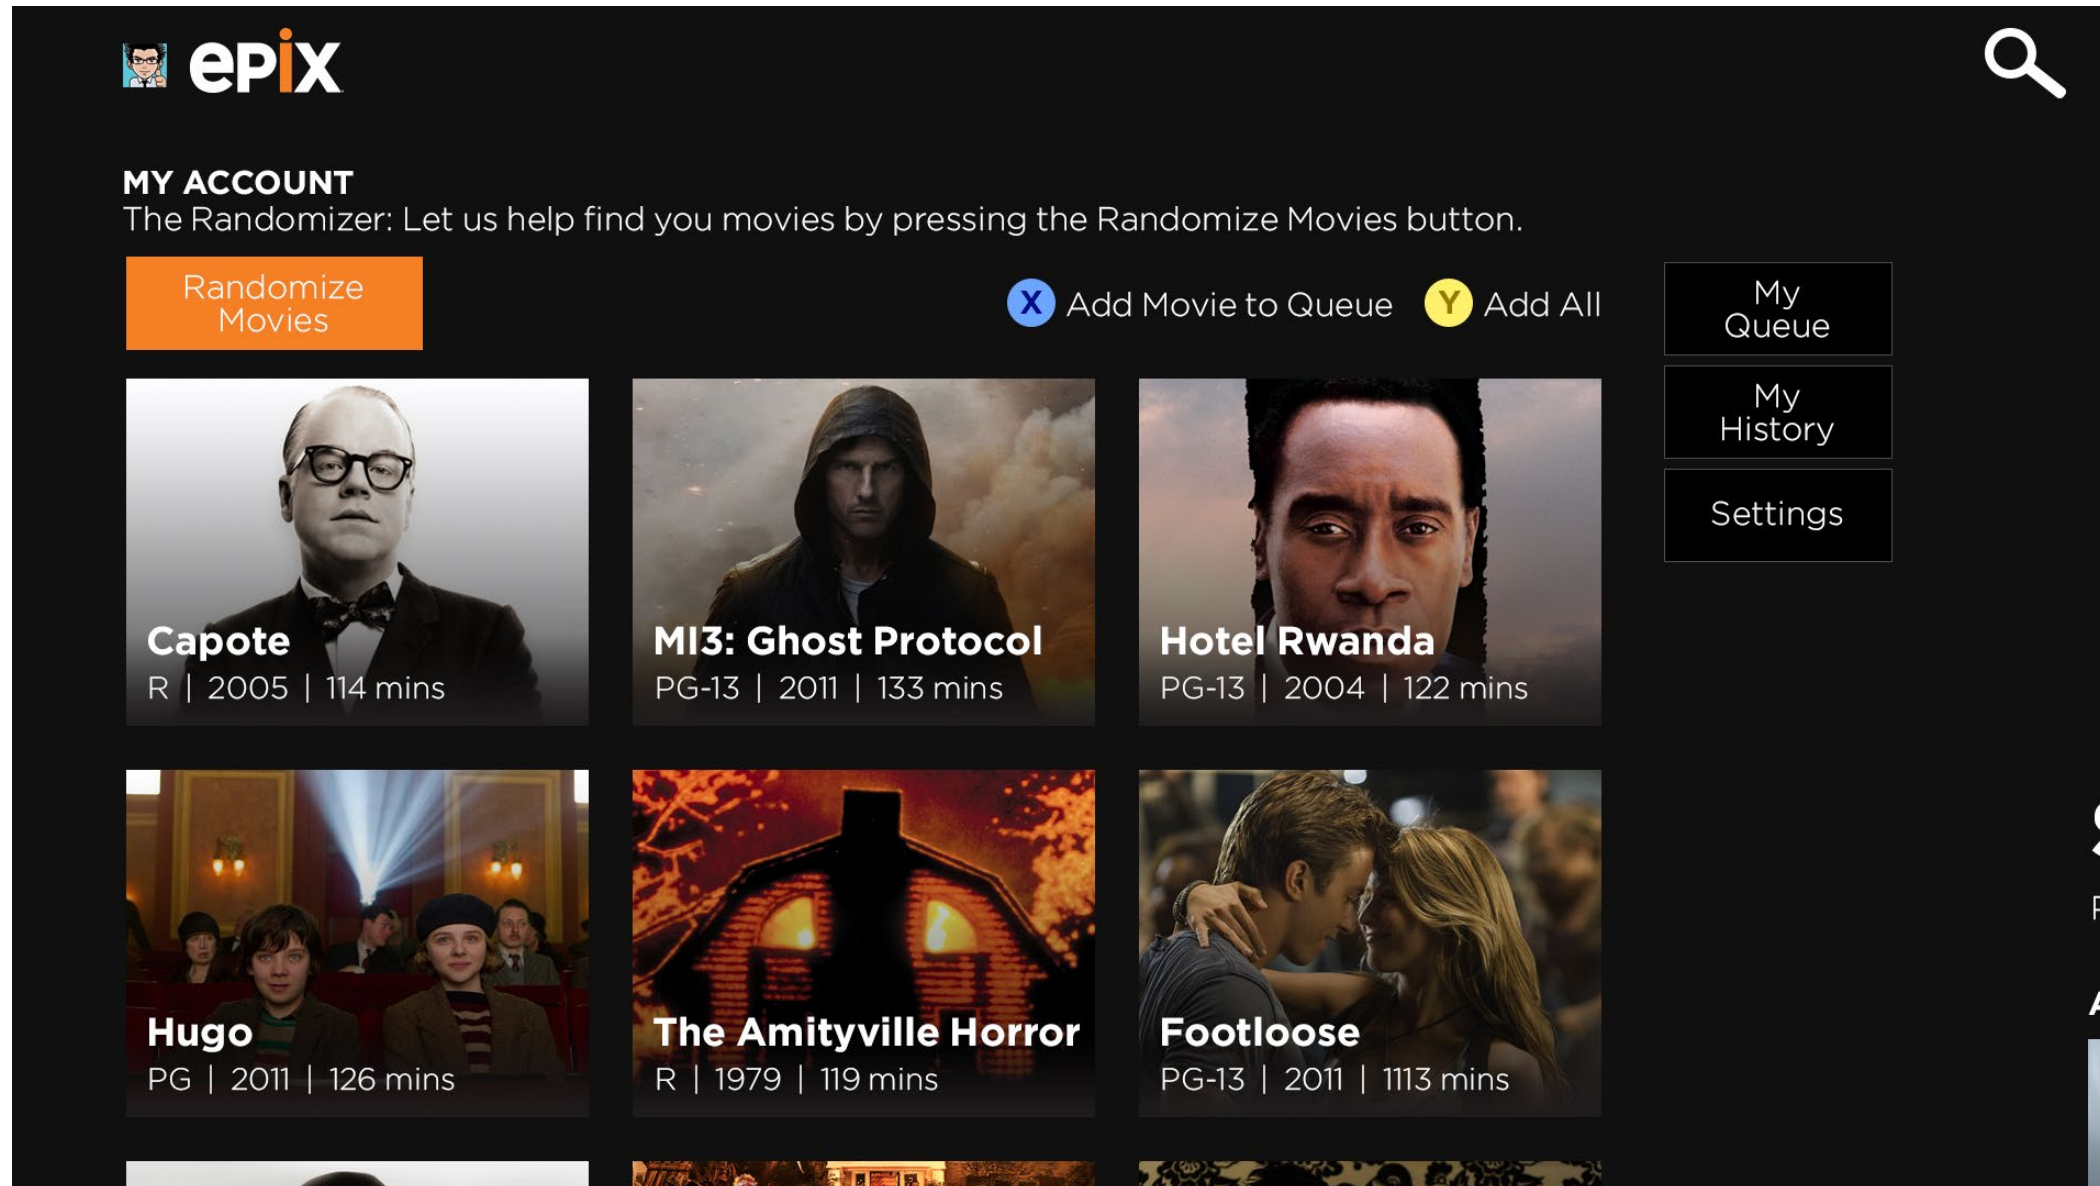 epix
MY ACCOUNT
The Randomizer: Let us help find you movies by pressing the Randomize Movies button.
Randomize
Movies
X Add Movie to Queue Y Add All
My
Queue
My
History
Settings
Capote
R | 2005 | 114 mins
MI3: Ghost Protocol
PG-13 | 2011 | 133 mins
Hotel Rwanda
PG-13 | 2004 | 122 mins
Hugo
PG | 2011 | 126 mins
The Amityville Horror
R | 1979 | 119 mins
Footloose
PG-13 | 2011 | 1113 mins